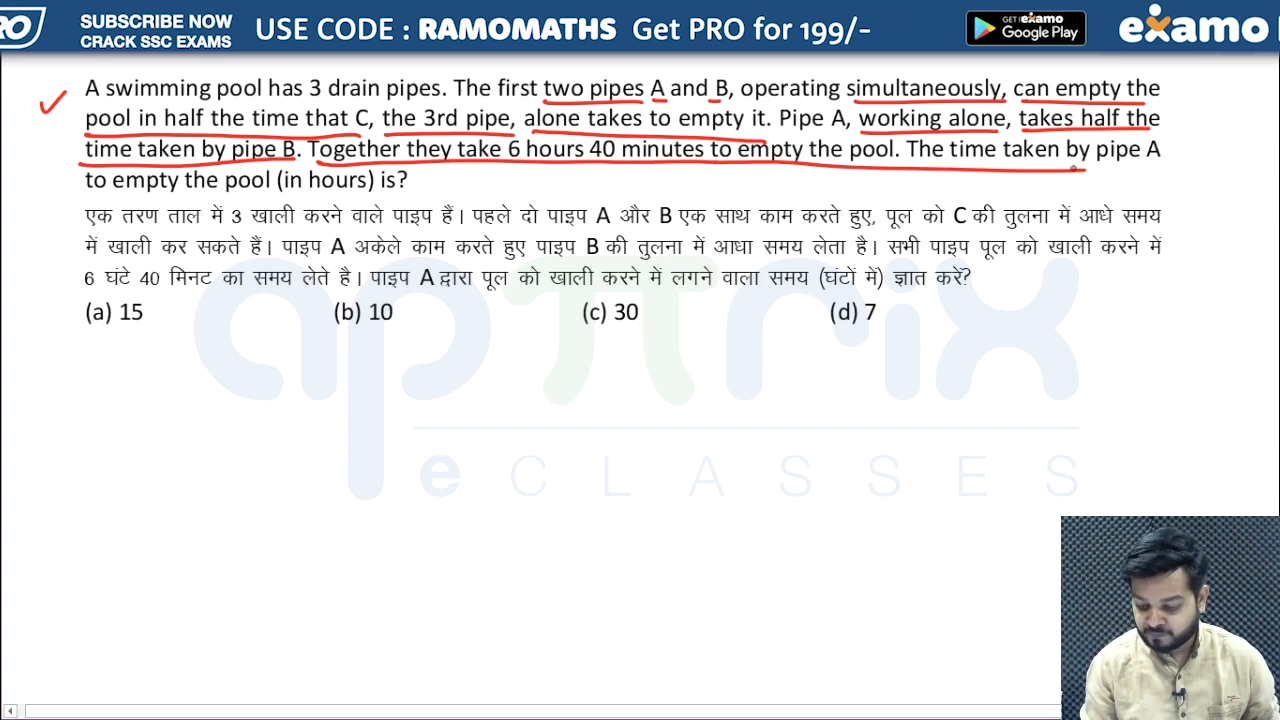 RO
SUBSCRIBE NOW
CRACK SSC EXAMS
USE CODE : RAMOMATHS Get PRO for 199/-
GET IT examo
Google Play
examo
A swimming pool has 3 drain pipes. The first two pipes A and B, operating simultaneously, can empty the
pool in half the time that C, the 3rd pipe, alone takes to empty it. Pipe A, working alone, takes half the
time taken by pipe B. Together they take 6 hours 40 minutes to empty the pool. The time taken by pipe A
to empty the pool (in hours) is?
एक तरण ताल में 3 खाली करने वाले पाइप हैं। पहले दो पाइप A और B एक साथ काम करते हुए, पूल को C की तुलना में आधे समय
में खाली कर सकते हैं। पाइप A अकेले काम करते हुए पाइप B की तुलना में आधा समय लेता है। सभी पाइप पूल को खाली करने में
6 घंटे 40 मिनट का समय लेते है। पाइप A द्वारा पूल को खाली करने में लगने वाला समय (घंटों में) ज्ञात करें?
(a) 15 (b) 10 (c) 30 (d) 7
apπrix
e CLASSES